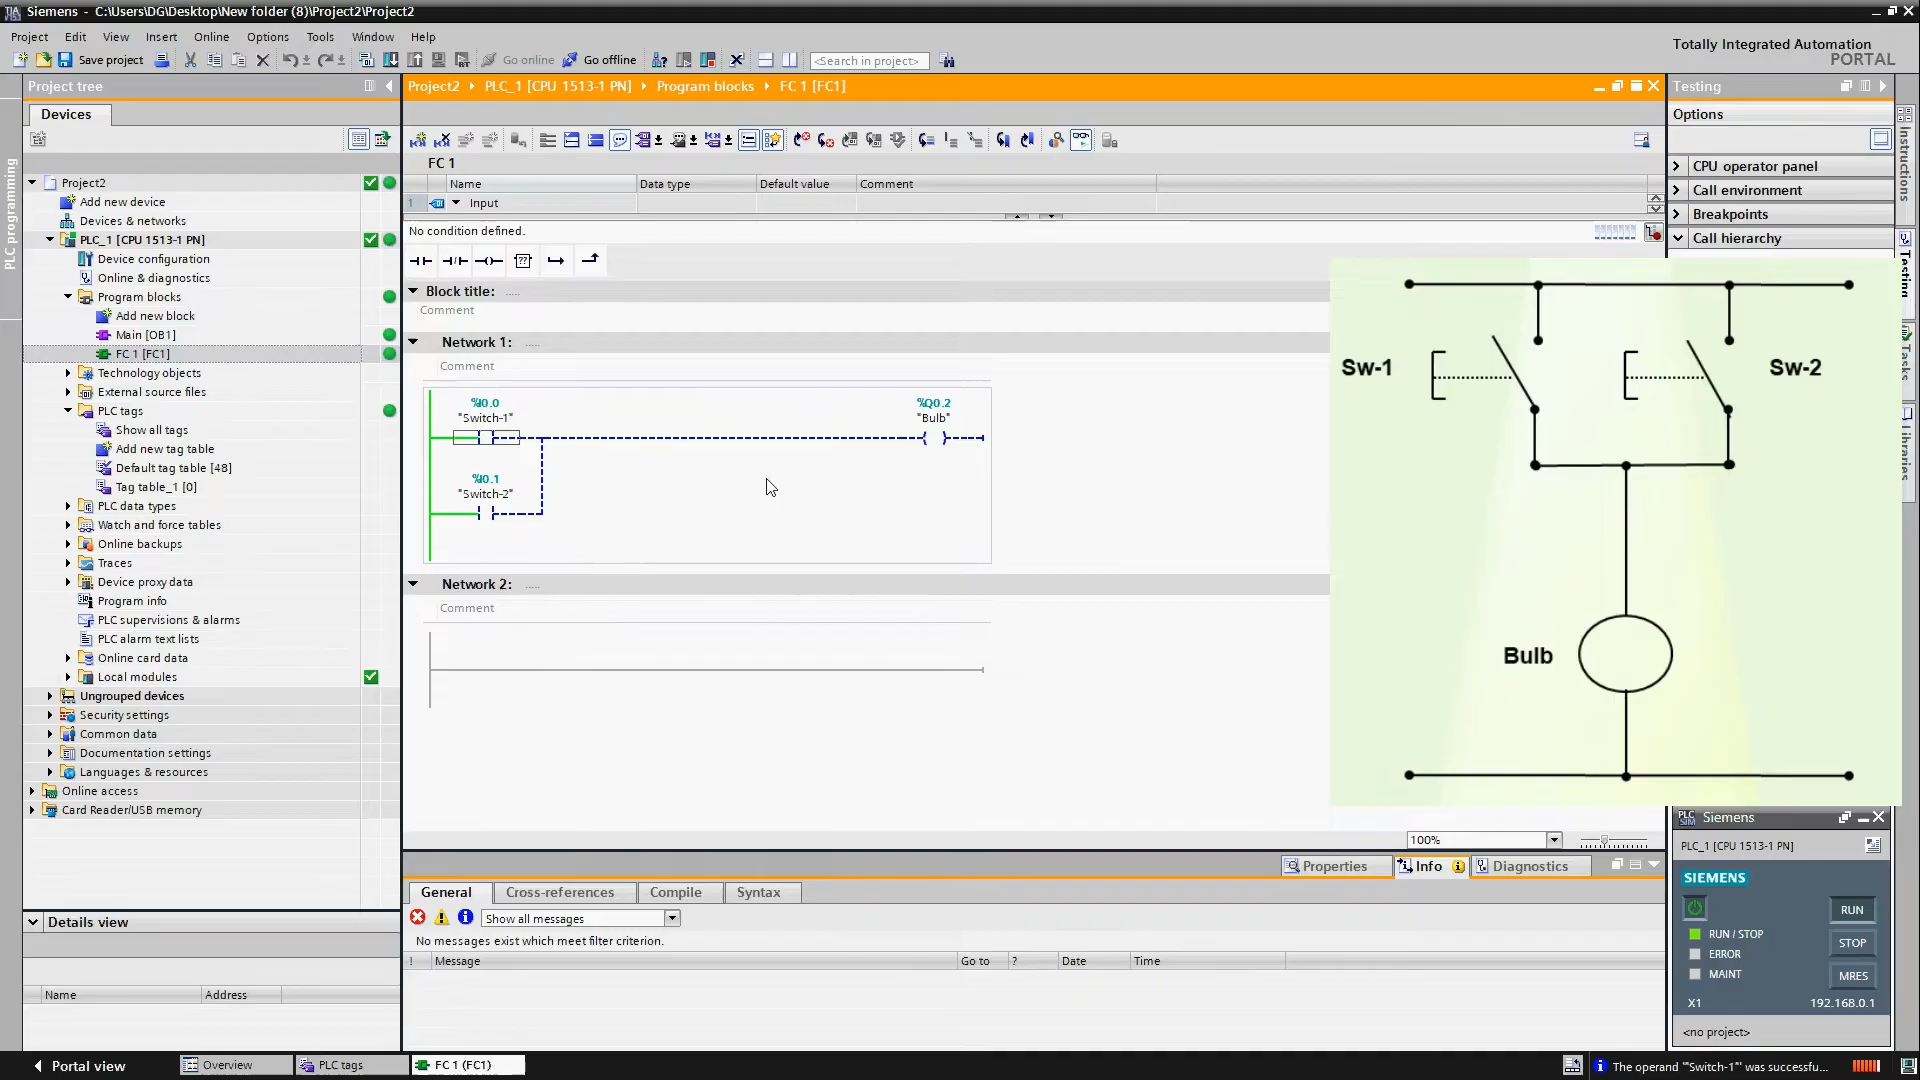 Siemens - C:\Users\DG\Desktop\New folder (8)\Project2\Project2
Project Edit View Insert Online Options Tools Window Help
Totally Integrated Automation
PORTAL
Save project
Go online
Go offline
<Search in project>
Project tree
Project2 PLC_1 [CPU 1513-1 PN] Program blocks FC 1 [FC1]
Testing
Devices
Options
PLC programming
Project2
Add new device
Devices & networks
PLC_1 [CPU 1513-1 PN]
Device configuration
Online & diagnostics
Program blocks
Add new block
Main [OB1]
FC 1 [FC1]
Technology objects
External source files
PLC tags
Show all tags
Add new tag table
Default tag table [48]
Tag table_1 [0]
PLC data types
Watch and force tables
Online backups
Traces
Device proxy data
Program info
PLC supervisions & alarms
PLC alarm text lists
Online card data
Local modules
Ungrouped devices
Security settings
Common data
Documentation settings
Languages & resources
Online access
Card Reader/USB memory
Details view
Name Address
FC 1
Name Data type Default value Comment
1 Input
No condition defined.
??
Block title: .....
Comment
Network 1: .....
Comment
%I0.0
"Switch-1"
%Q0.2
"Bulb"
%I0.1
"Switch-2"
Network 2: .....
Comment
100%
CPU operator panel
Call environment
Breakpoints
Call hierarchy
Instructions
Testing
Tasks
Libraries
Sw-1
Sw-2
Bulb
Properties Info Diagnostics
General Cross-references Compile Syntax
Show all messages
No messages exist which meet filter criterion.
! Message Go to ? Date Time
Siemens
PLC_1 [CPU 1513-1 PN]
SIEMENS
RUN
RUN / STOP
STOP
ERROR
MAINT
MRES
X1 192.168.0.1
<no project>
Portal view
Overview
PLC tags
FC 1 (FC1)
The operand '"Switch-1"' was successfu...